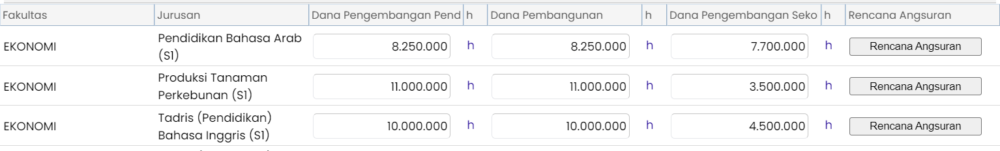 Fakultas Jurusan Dana Pengembangan Pend h Dana Pembangunan h Dana Pengembangan Seko h Rencana Angsuran
EKONOMI Pendidikan Bahasa Arab 8.250.000 h 8.250.000 h 7.700.000 h Rencana Angsuran
(S1)
EKONOMI Produksi Tanaman 11.000.000 h 11.000.000 h 3.500.000 h Rencana Angsuran
Perkebunan (S1)
EKONOMI Tadris (Pendidikan) 10.000.000 h 10.000.000 h 4.500.000 h Rencana Angsuran
Bahasa Inggris (S1)